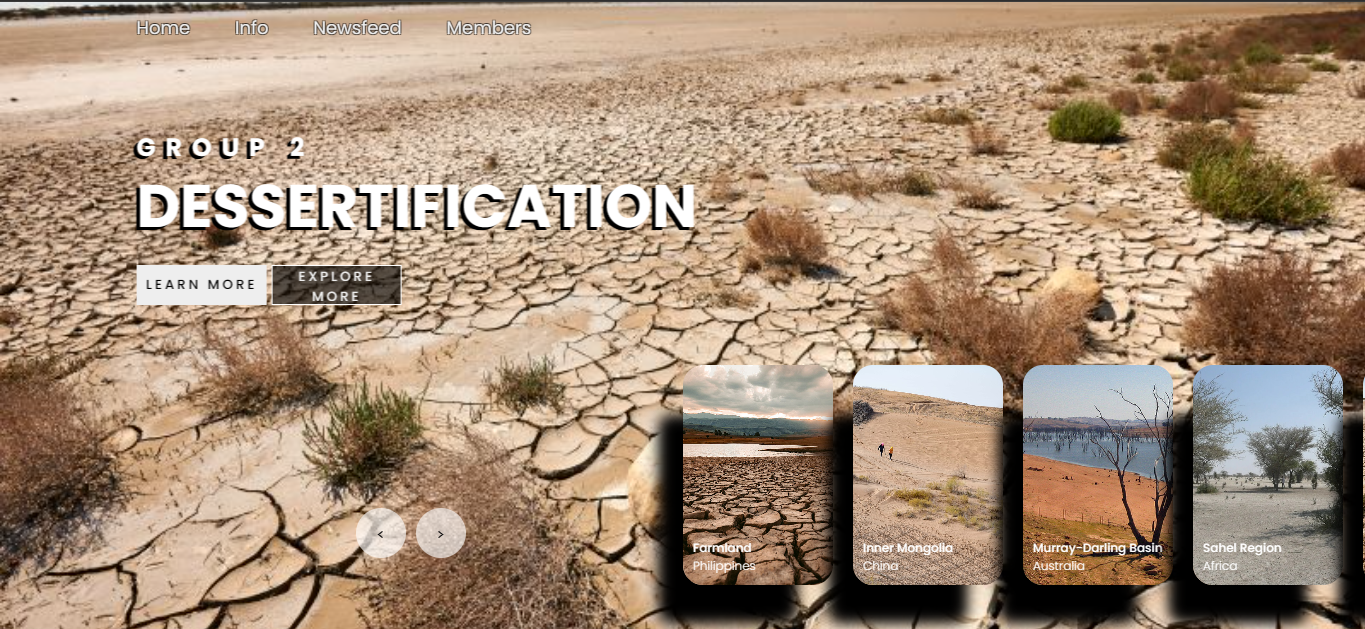 Home Info Newsfeed Members
GROUP 2
DESSERTIFICATION
LEARN MORE
EXPLORE
MORE
< >
Farmland
Philippines
Inner Mongolia
China
Murray-Darling Basin
Australia
Sahel Region
Africa